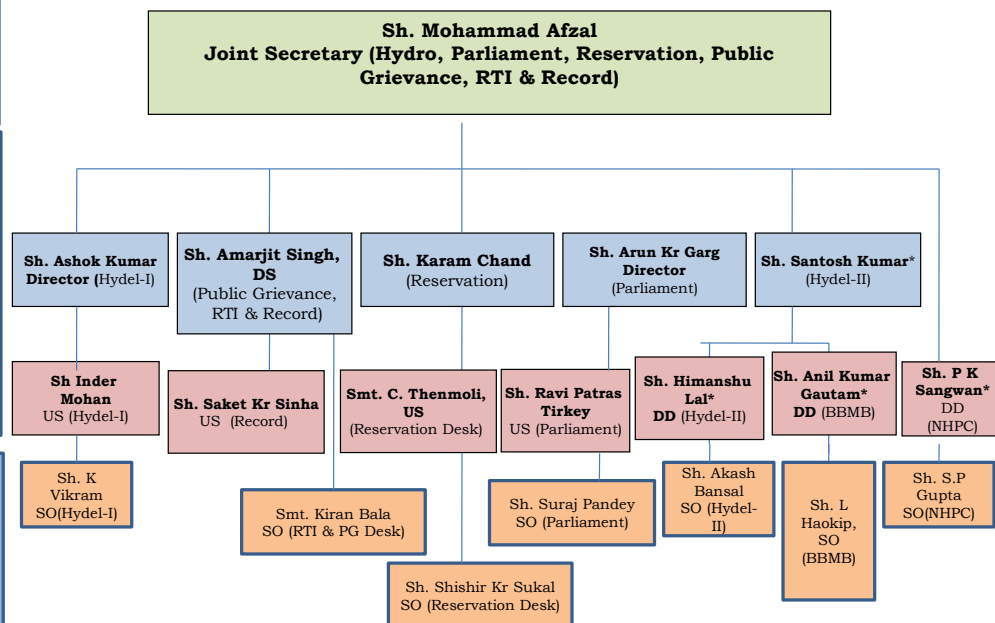 Sh. Mohammad Afzal
Joint Secretary (Hydro, Parliament, Reservation, Public
Grievance, RTI & Record)
Sh. Ashok Kumar
Director (Hydel-I)
Sh. Amarjit Singh,
DS
(Public Grievance,
RTI & Record)
Sh. Karam Chand
(Reservation)
Sh. Arun Kr Garg
Director
(Parliament)
Sh. Santosh Kumar*
(Hydel-II)
Sh Inder
Mohan
US (Hydel-I)
Sh. Saket Kr Sinha
US (Record)
Smt. C. Thenmoli,
US
(Reservation Desk)
Sh. Ravi Patras
Tirkey
US (Parliament)
Sh. Himanshu
Lal*
DD (Hydel-II)
Sh. Anil Kumar
Gautam*
DD (BBMB)
Sh. P K
Sangwan*
DD
(NHPC)
Sh. K
Vikram
SO(Hydel-I)
Smt. Kiran Bala
SO (RTI & PG Desk)
Sh. Shishir Kr Sukal
SO (Reservation Desk)
Sh. Suraj Pandey
SO (Parliament)
Sh. Akash
Bansal
SO (Hydel-
II)
Sh. L
Haokip,
SO
(BBMB)
Sh. S.P
Gupta
SO(NHPC)